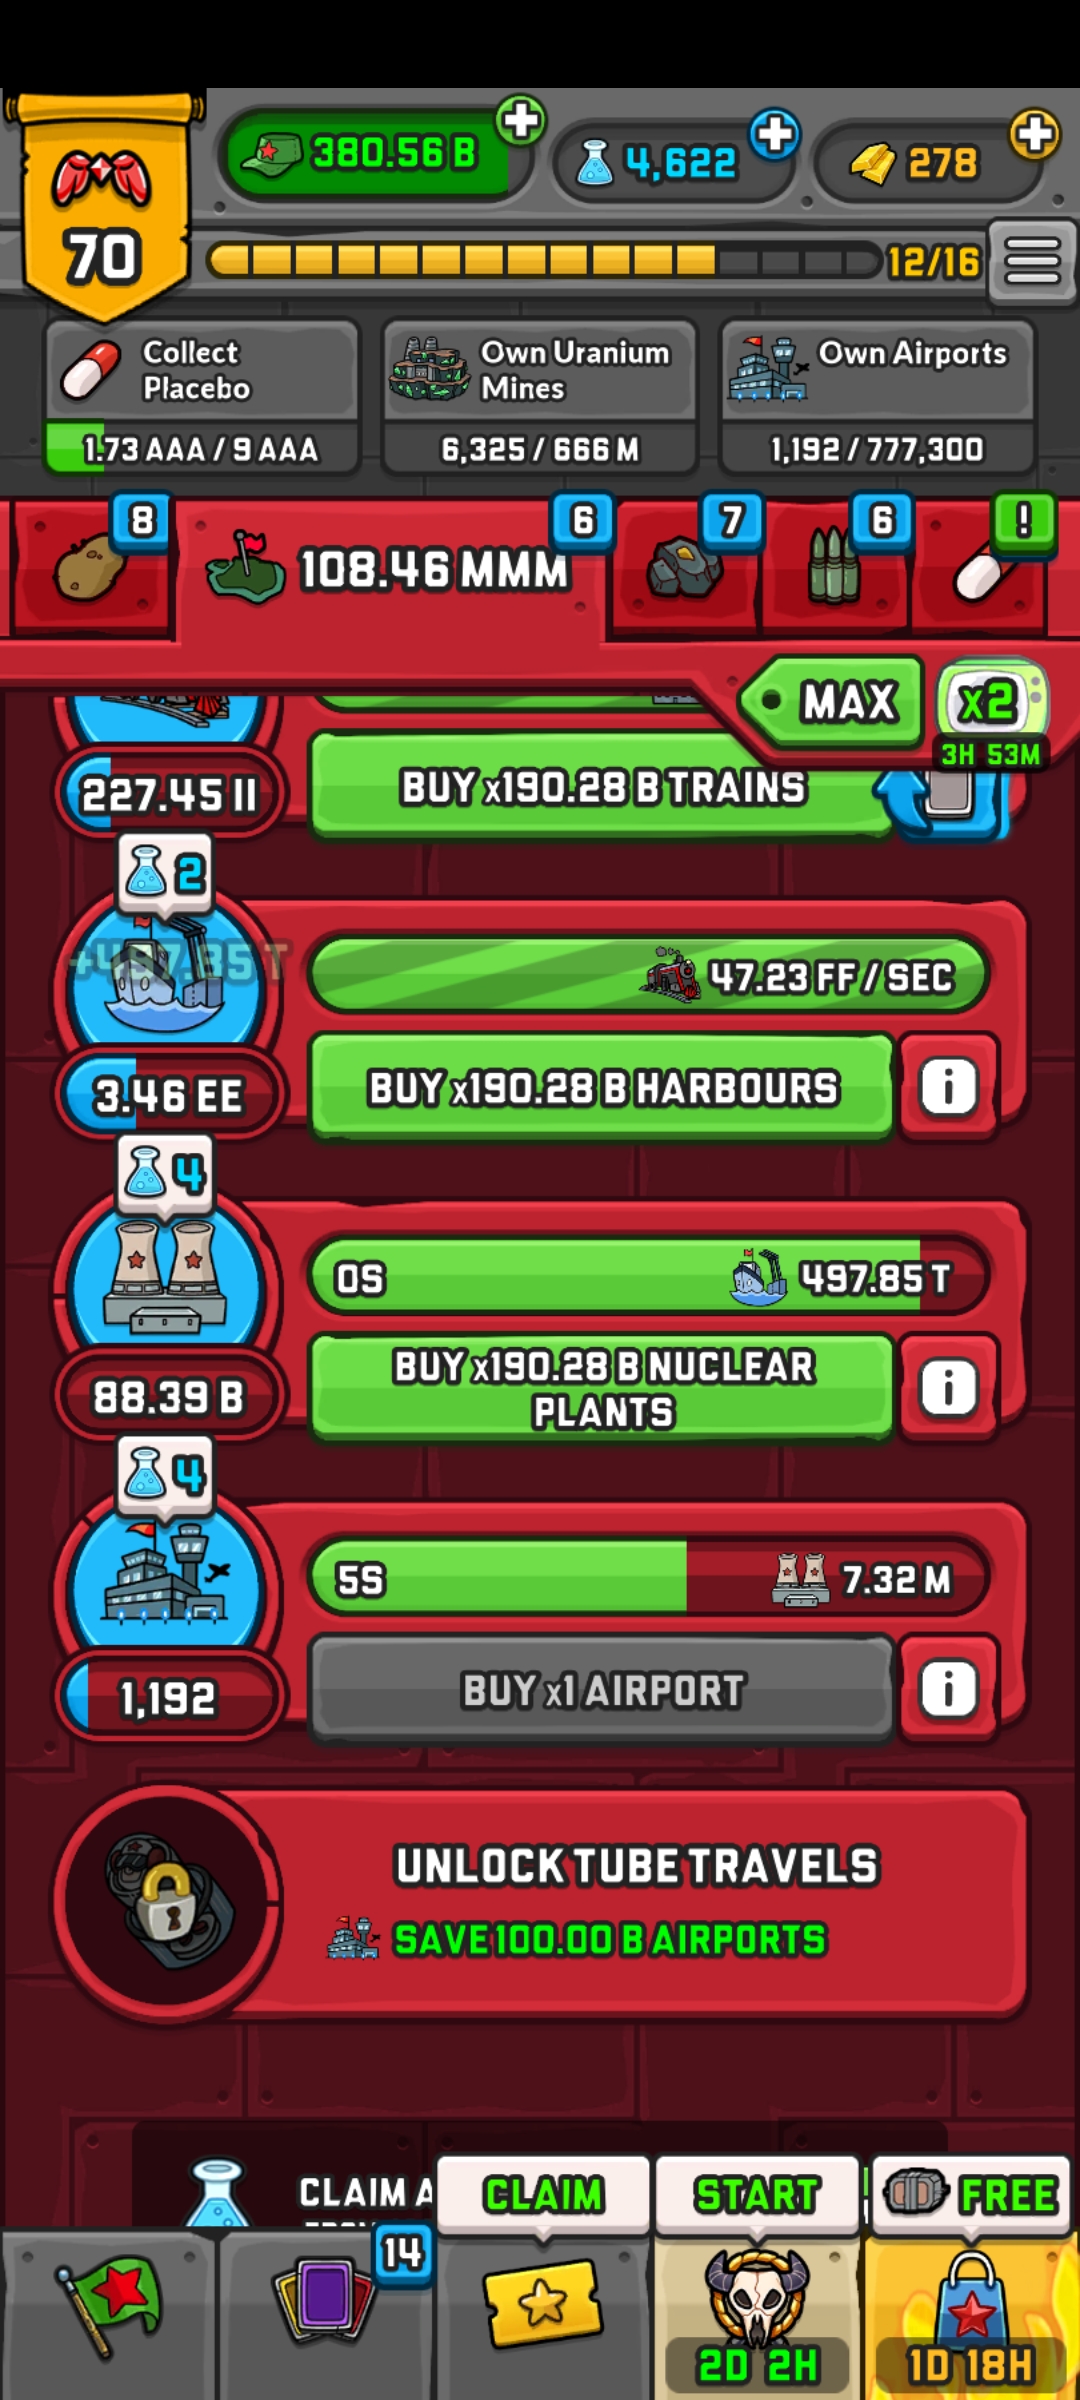 70
380.56 B
4,622
278
12/16
Collect
Placebo
1.73 AAA / 9 AAA
Own Uranium
Mines
6,325 / 666 M
Own Airports
1,192 / 777,300
8
108.46 MMM
6
7
6
!
MAX
x2
3H 53M
227.45 II
BUY x190.28 B TRAINS
2
+497.85 T
47.23 FF / SEC
3.46 EE
BUY x190.28 B HARBOURS
i
4
0S
497.85 T
88.39 B
BUY x190.28 B NUCLEAR
PLANTS
i
4
5S
7.32 M
1,192
BUY x1 AIRPORT
i
UNLOCK TUBE TRAVELS
SAVE 100.00 B AIRPORTS
CLAIM A
CLAIM
START
FREE
14
2D 2H
1D 18H